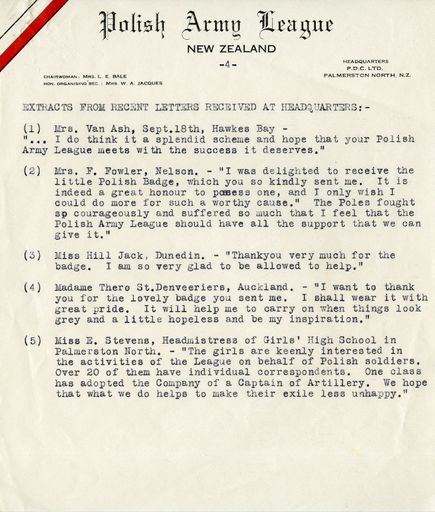 Polish Army League
NEW ZEALAND
-4-
CHAIRWOMAN: MRS. L. E. BALE
HON. ORGANISING SEC.: MRS. W. A. JACQUES
HEADQUARTERS
P.D.C. LTD.
PALMERSTON NORTH, N.Z.
EXTRACTS FROM RECENT LETTERS RECEIVED AT HEADQUARTERS:-
(1) Mrs. Van Ash, Sept.18th, Hawkes Bay -
"... I do think it a splendid scheme and hope that your Polish
Army League meets with the success it deserves."
(2) Mrs. F. Fowler, Nelson. - "I was delighted to receive the
little Polish Badge, which you so kindly sent me. It is
indeed a great honour to possess one, and I only wish I
could do more for such a worthy cause." The Poles fought
so courageously and suffered so much that I feel that the
Polish Army League should have all the support that we can
give it."
(3) Miss Hill Jack, Dunedin. - "Thankyou very much for the
badge. I am so very glad to be allowed to help."
(4) Madame Thero St.Denveeriers, Auckland. - "I want to thank
you for the lovely badge you sent me. I shall wear it with
great pride. It will help me to carry on when things look
grey and a little hopeless and be my inspiration."
(5) Miss E. Stevens, Headmistress of Girls' High School in
Palmerston North. - "The girls are keenly interested in
the activities of the League on behalf of Polish soldiers.
Over 20 of them have individual correspondents. One class
has adopted the Company of a Captain of Artillery. We hope
that what we do helps to make their exile less unhappy."